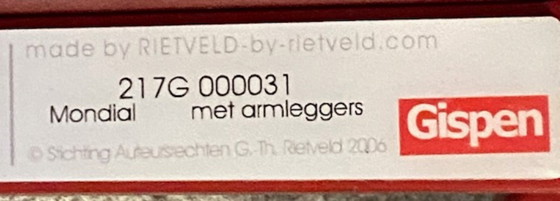 made by RIETVELD-by-rietveld.com
217G 000031
Mondial met armleggers
Gispen
© Stichting Auteursrechten G. Th. Rietveld 2006